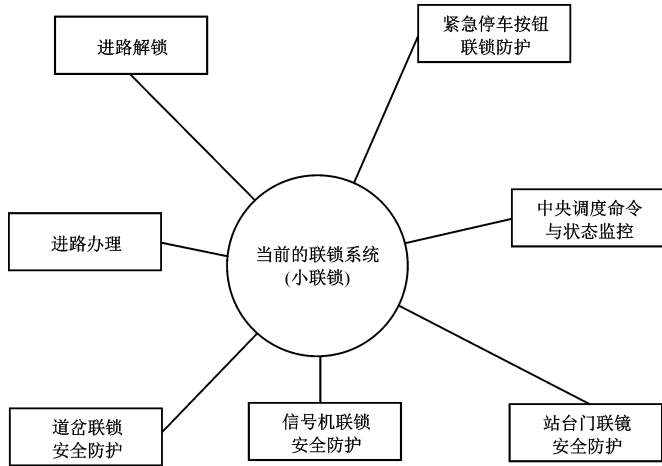 进路解锁
紧急停车按钮
联锁防护
进路办理
当前的联锁系统
(小联锁)
中央调度命令
与状态监控
道岔联锁
安全防护
信号机联锁
安全防护
站台门联镜
安全防护